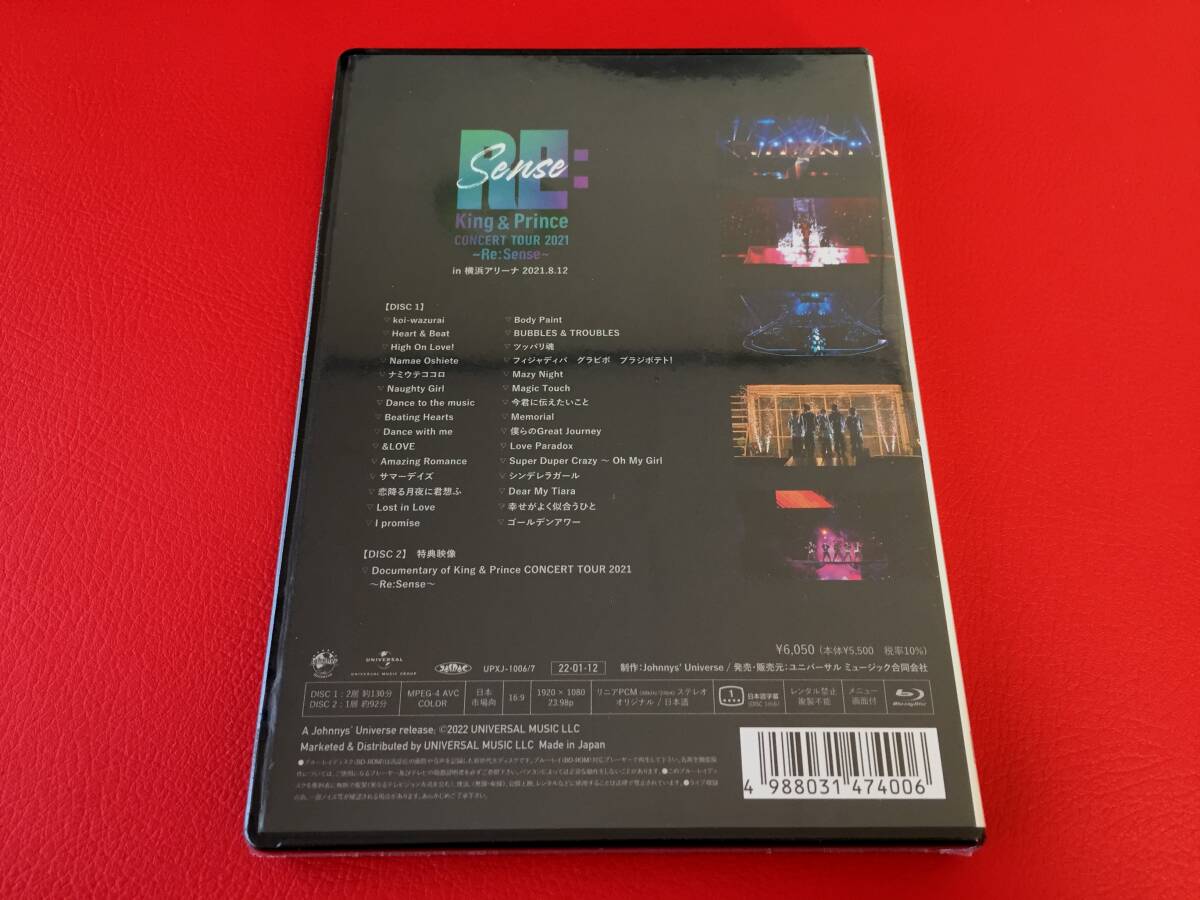 RE:
Sense
King & Prince
CONCERT TOUR 2021
~Re:Sense~
in 横浜アリーナ 2021.8.12
【DISC 1】
▽ koi-wazurai
▽ Heart & Beat
▽ High On Love!
▽ Namae Oshiete
▽ ナミウテココロ
▽ Naughty Girl
▽ Dance to the music
▽ Beating Hearts
▽ Dance with me
▽ &LOVE
▽ Amazing Romance
▽ サマーデイズ
▽ 恋降る月夜に君想ふ
▽ Lost in Love
▽ I promise
▽ Body Paint
▽ BUBBLES & TROUBLES
▽ ツッパリ魂
▽ フィジャディバ グラビボ ブラジポテト!
▽ Mazy Night
▽ Magic Touch
▽ 今君に伝えたいこと
▽ Memorial
▽ 僕らのGreat Journey
▽ Love Paradox
▽ Super Duper Crazy ～ Oh My Girl
▽ シンデレラガール
▽ Dear My Tiara
▽ 幸せがよく似合うひと
▽ ゴールデンアワー
【DISC 2】 特典映像
▽ Documentary of King & Prince CONCERT TOUR 2021
～Re:Sense～
¥6,050 (本体¥5,500 税率10%)
UNIVERSAL
UNIVERSAL MUSIC GROUP
UPXJ-1006/7
22-01-12
制作:Johnnys' Universe / 発売・販売元:ユニバーサル ミュージック合同会社
DISC 1 : 2層 約130分
DISC 2 : 1層 約92分
MPEG-4 AVC
COLOR
日本
市場向
16:9
1920 × 1080
23.98p
リニアPCM (48kHz/24bit) ステレオ
オリジナル / 日本語
1
日本語字幕
レンタル禁止
複製不能
メニュー
画面付
Blu-ray Disc
A Johnnys' Universe release; ©2022 UNIVERSAL MUSIC LLC
Marketed & Distributed by UNIVERSAL MUSIC LLC Made in Japan
4 988031 474006